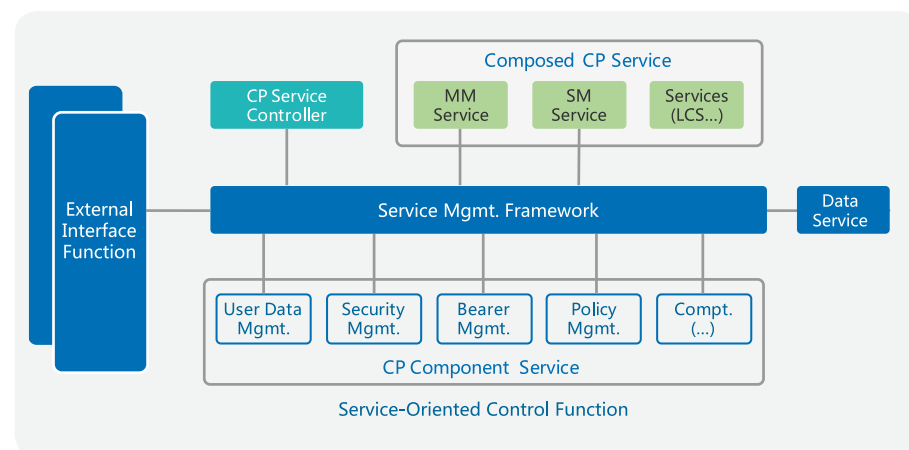 Composed CP Service
CP Service
Controller
MM
Service
SM
Service
Services
(LCS...)
External
Interface
Function
Service Mgmt. Framework
Data
Service
User Data
Mgmt.
Security
Mgmt.
Bearer
Mgmt.
Policy
Mgmt.
Compt.
(...)
CP Component Service
Service-Oriented Control Function